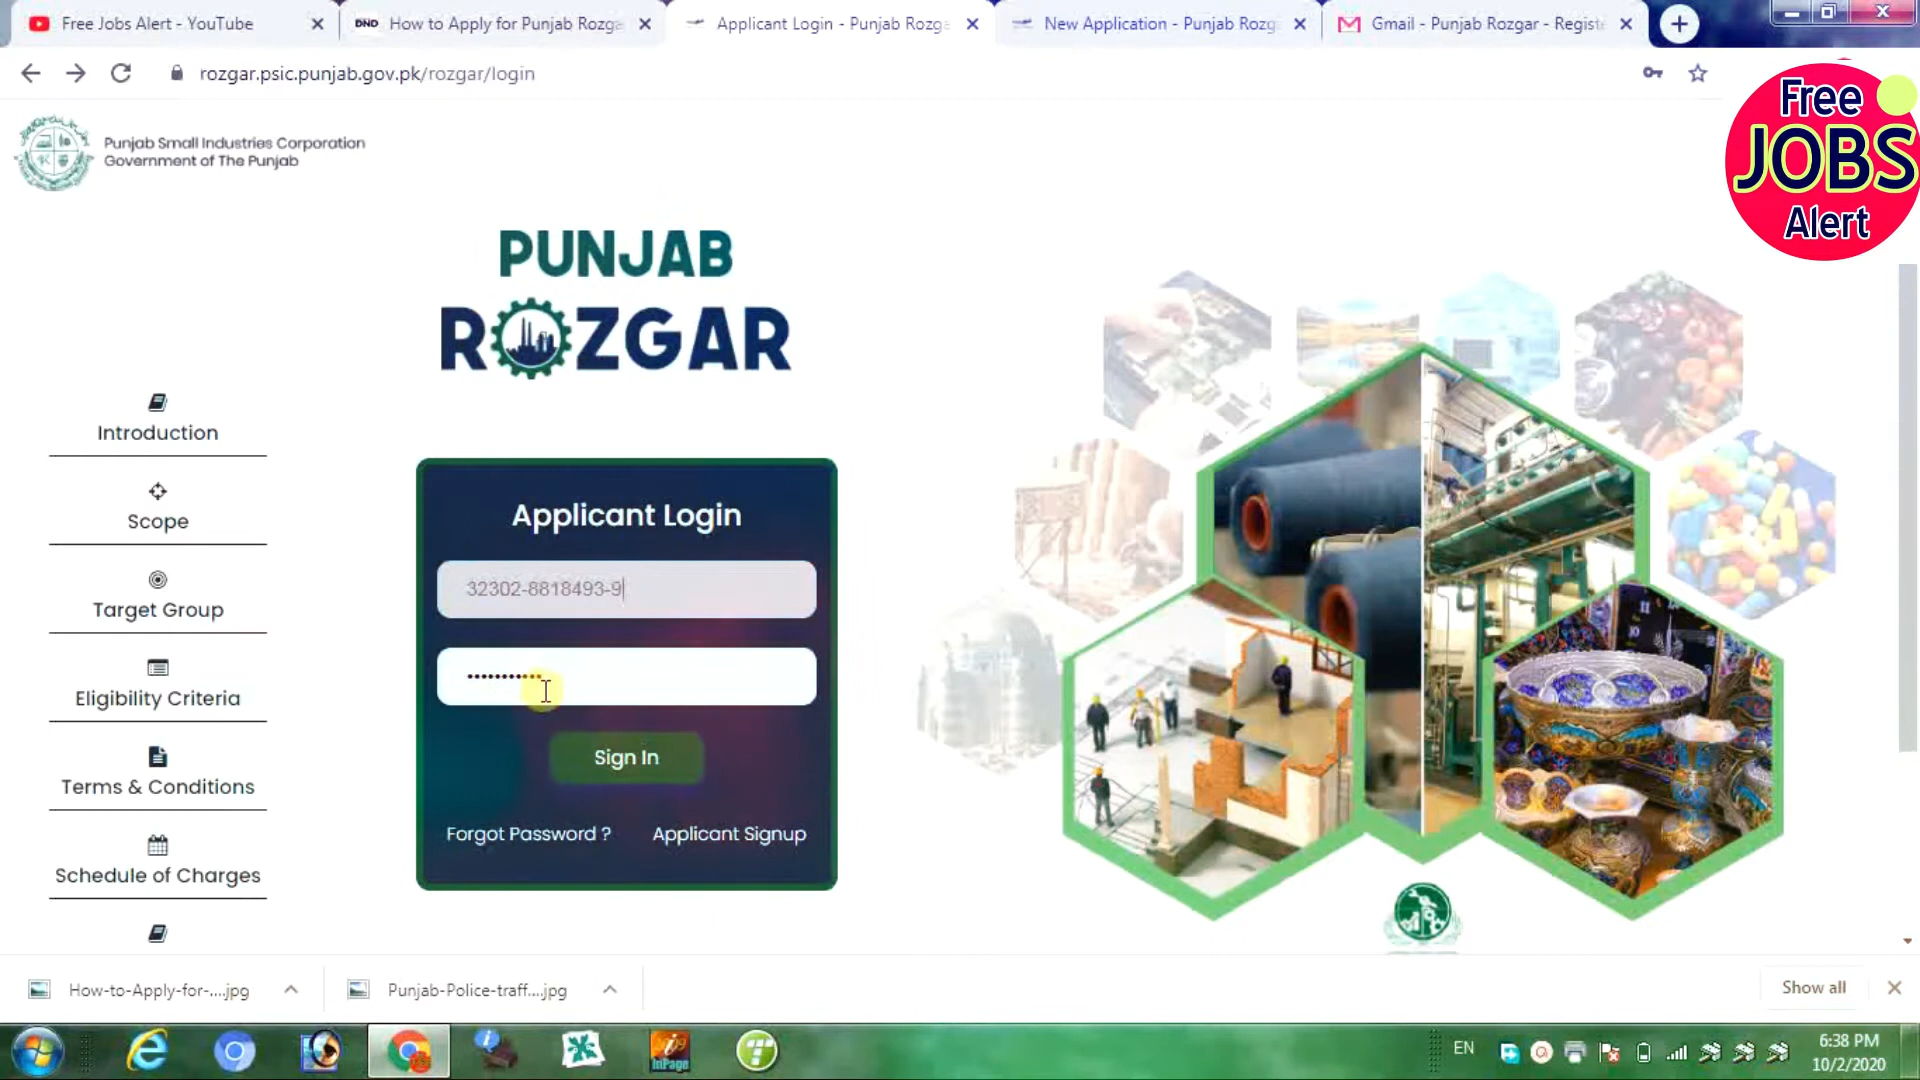 Free Jobs Alert - YouTube
How to Apply for Punjab Rozga
Applicant Login - Punjab Rozga
New Application - Punjab Rozg
Gmail - Punjab Rozgar - Regist
rozgar.psic.punjab.gov.pk/rozgar/login
Free
JOBS
Alert
Punjab Small Industries Corporation
Government of The Punjab
PUNJAB
ROZGAR
Introduction
Scope
Target Group
Eligibility Criteria
Terms & Conditions
Schedule of Charges
Applicant Login
32302-8818493-9
•••••••••••
Sign In
Forgot Password ?
Applicant Signup
How-to-Apply-for-....jpg
Punjab-Police-traff....jpg
Show all
InPage
EN
6:38 PM
10/2/2020